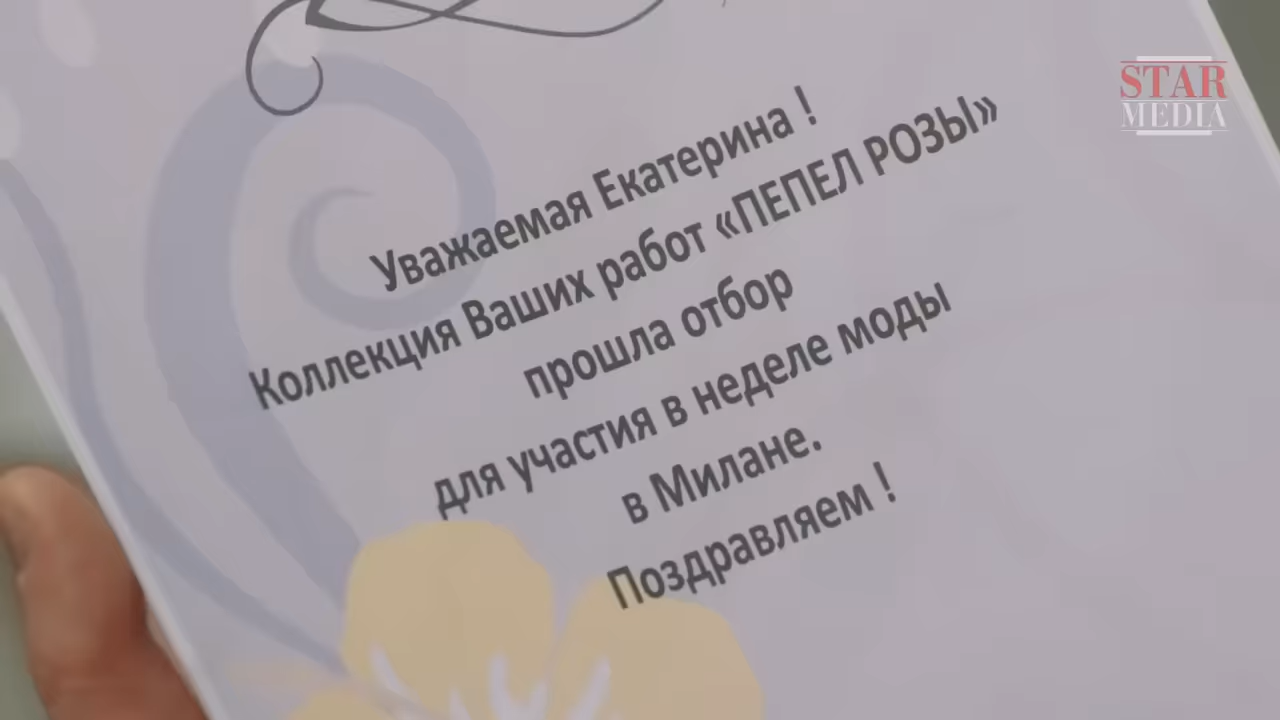 STAR
MEDIA
Уважаемая Екатерина !
Коллекция Ваших работ «ПЕПЕЛ РОЗЫ»
прошла отбор
для участия в неделе моды
в Милане.
Поздравляем !